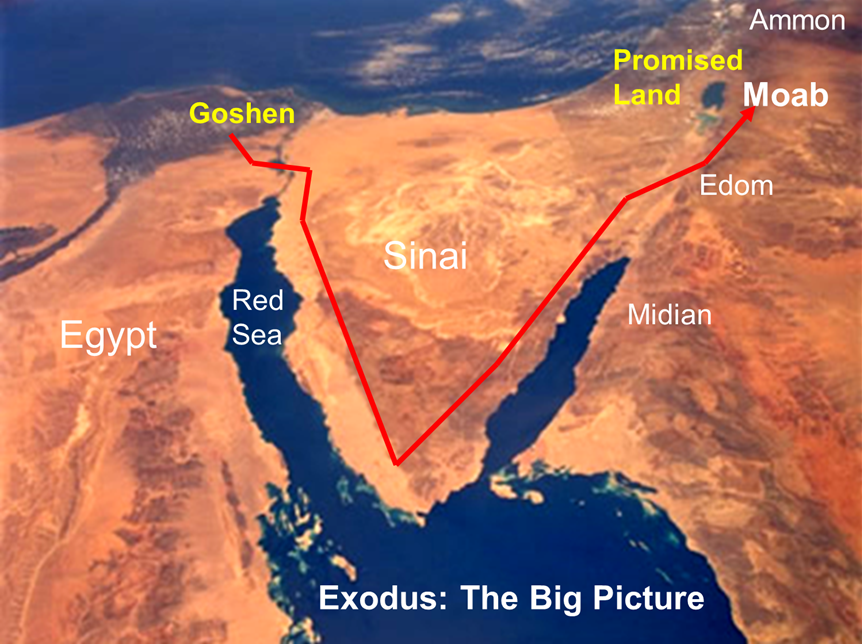 Ammon
Promised
Land
Moab
Goshen
Edom
Sinai
Red
Sea
Midian
Egypt
Exodus: The Big Picture